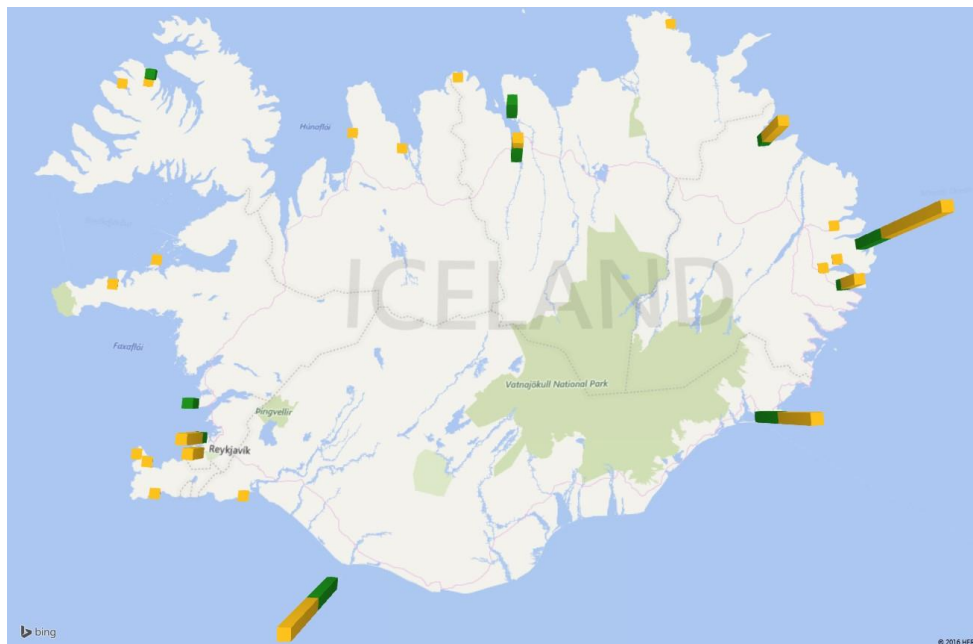 Húnaflói
ICELAND
Faxaflói
Vatnajökull National Park
Þingvellir
Reykjavík
bing
© 2016 HERE